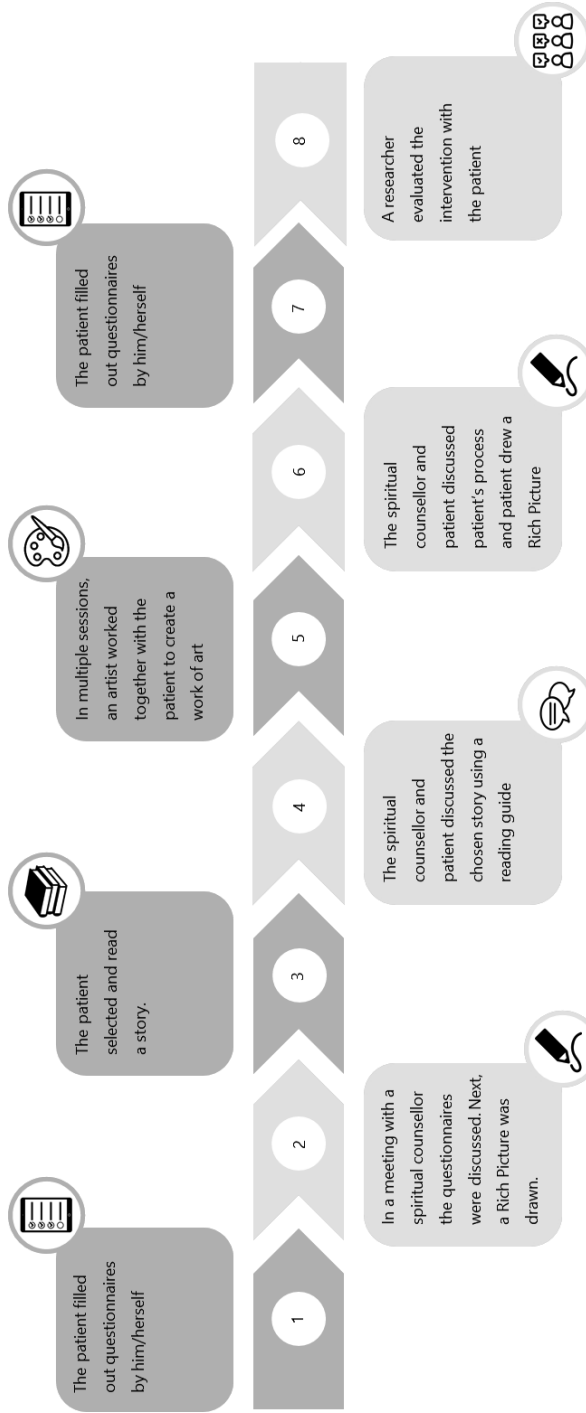 The patient filled
out questionnaires
by him/herself
1
In a meeting with a
spiritual counsellor
the questionnaires
were discussed. Next,
a Rich Picture was
drawn.
2
The patient
selected and read
a story.
3
The spiritual
counsellor and
patient discussed the
chosen story using a
reading guide
4
In multiple sessions,
an artist worked
together with the
patient to create a
work of art
5
The spiritual
counsellor and
patient discussed
patient's process
and patient drew a
Rich Picture
6
The patient filled
out questionnaires
by him/herself
7
A researcher
evaluated the
intervention with
the patient
8